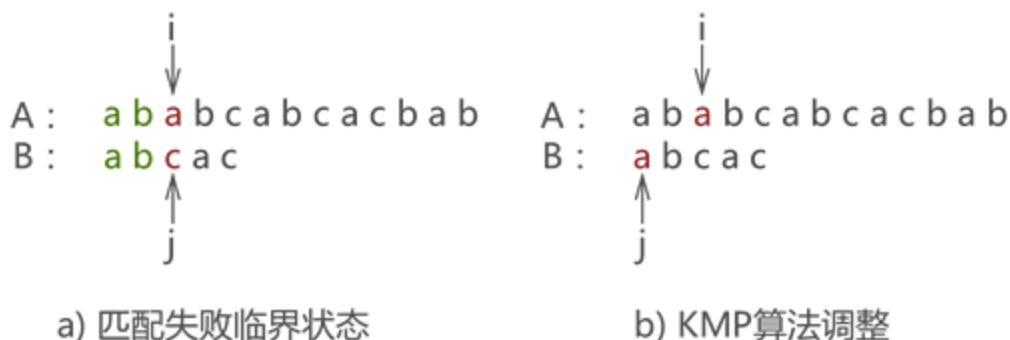 i i
A： a b a b c a b c a c b a b A： a b a b c a b c a c b a b
B： a b c a c B： a b c a c
j j
a) 匹配失败临界状态 b) KMP算法调整